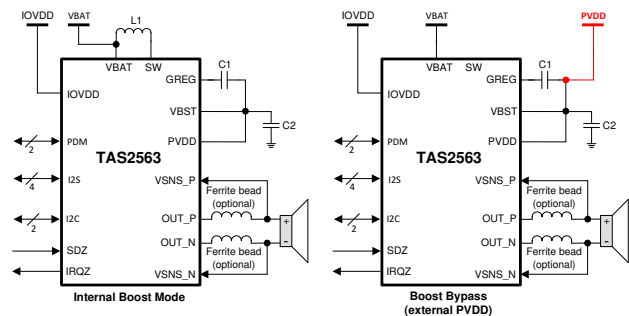 IOVDD
VBAT
L1
VBAT
SW
IOVDD
GREG
C1
VBST
C2
PVDD
PDM
2
TAS2563
I2S
4
VSNS_P
Ferrite bead
(optional)
I2C
2
OUT_P
+
OUT_N
-
SDZ
Ferrite bead
(optional)
IRQZ
VSNS_N
Internal Boost Mode
IOVDD
VBAT
PVDD
VBAT
SW
IOVDD
GREG
C1
VBST
C2
PVDD
PDM
2
TAS2563
I2S
4
VSNS_P
Ferrite bead
(optional)
I2C
2
OUT_P
+
OUT_N
-
SDZ
Ferrite bead
(optional)
IRQZ
VSNS_N
Boost Bypass
(external PVDD)